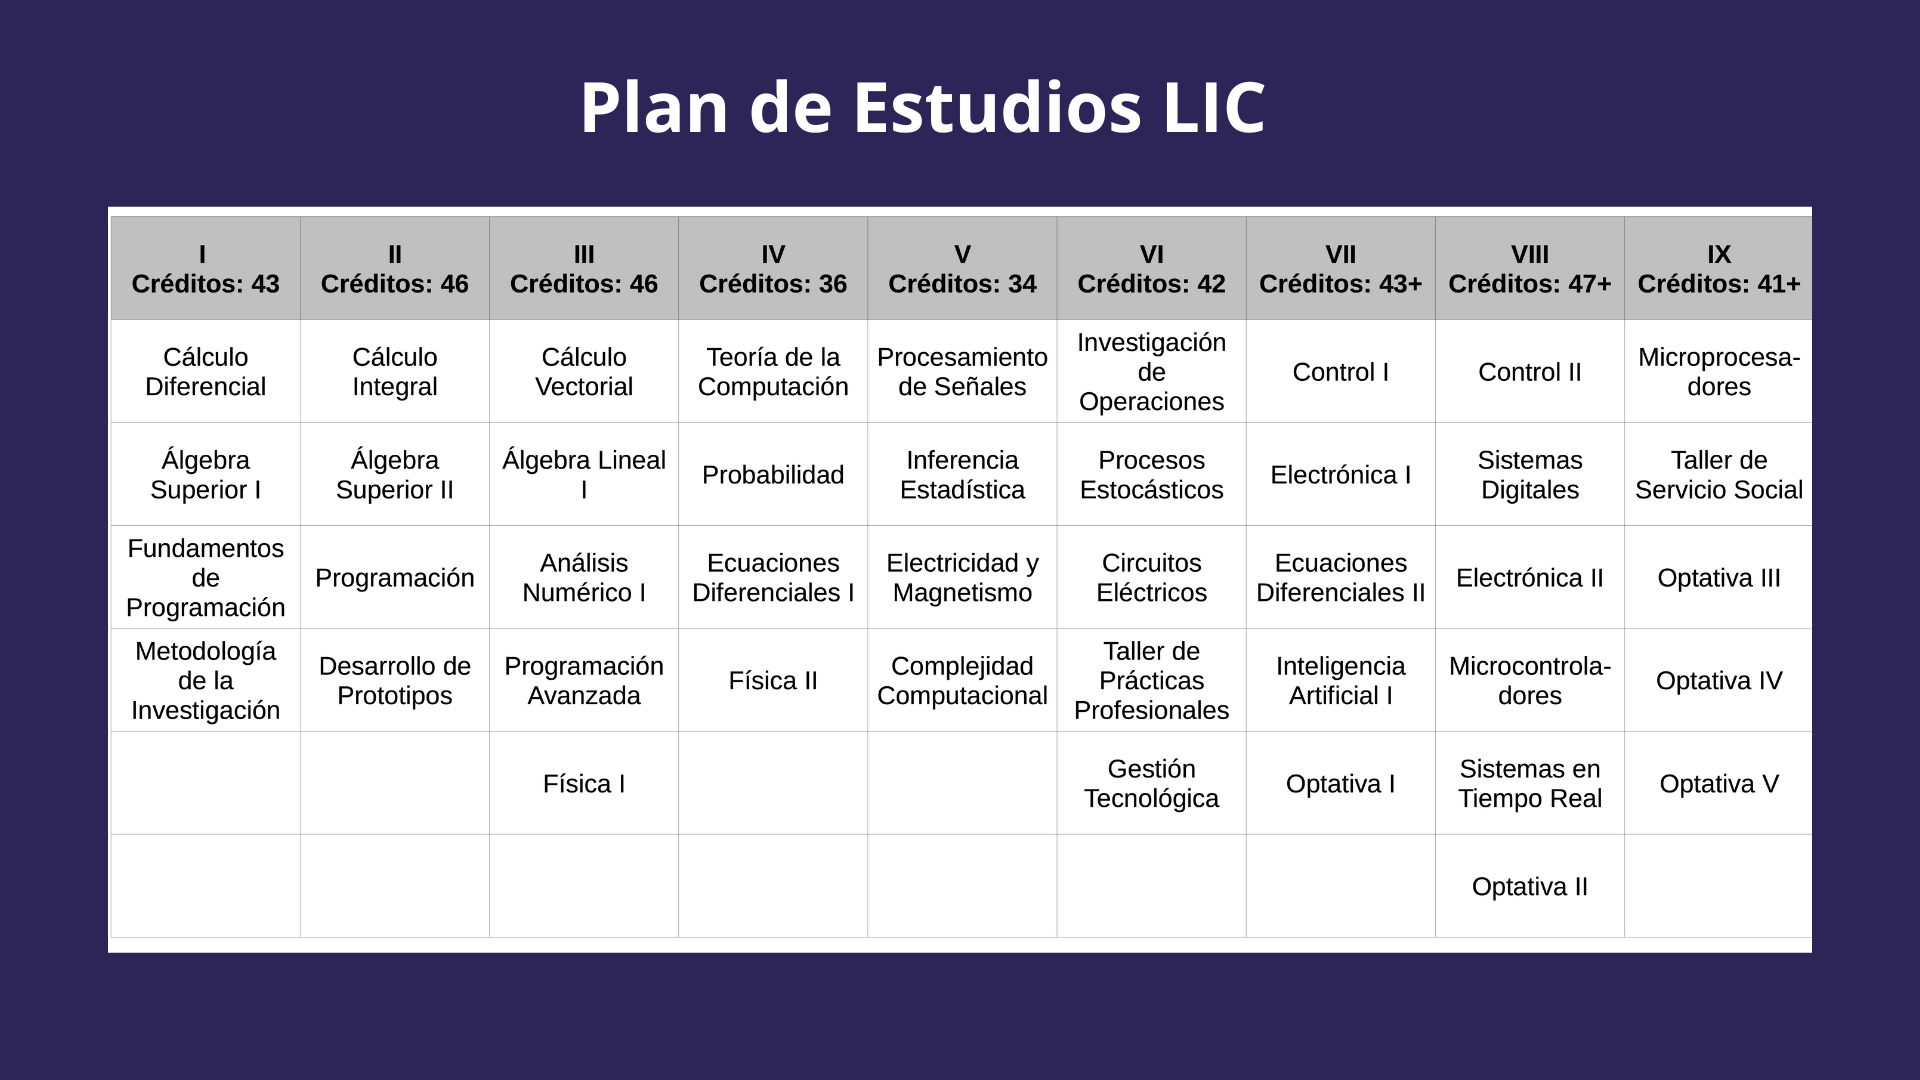 Plan de Estudios LIC
I
Créditos: 43
II
Créditos: 46
III
Créditos: 46
IV
Créditos: 36
V
Créditos: 34
VI
Créditos: 42
VII
Créditos: 43+
VIII
Créditos: 47+
IX
Créditos: 41+
Cálculo
Diferencial
Cálculo
Integral
Cálculo
Vectorial
Teoría de la
Computación
Procesamiento
de Señales
Investigación
de
Operaciones
Control I
Control II
Microprocesa-
dores
Álgebra
Superior I
Álgebra
Superior II
Álgebra Lineal
I
Probabilidad
Inferencia
Estadística
Procesos
Estocásticos
Electrónica I
Sistemas
Digitales
Taller de
Servicio Social
Fundamentos
de
Programación
Programación
Análisis
Numérico I
Ecuaciones
Diferenciales I
Electricidad y
Magnetismo
Circuitos
Eléctricos
Ecuaciones
Diferenciales II
Electrónica II
Optativa III
Metodología
de la
Investigación
Desarrollo de
Prototipos
Programación
Avanzada
Física II
Complejidad
Computacional
Taller de
Prácticas
Profesionales
Inteligencia
Artificial I
Microcontrola-
dores
Optativa IV
Física I
Gestión
Tecnológica
Optativa I
Sistemas en
Tiempo Real
Optativa V
Optativa II